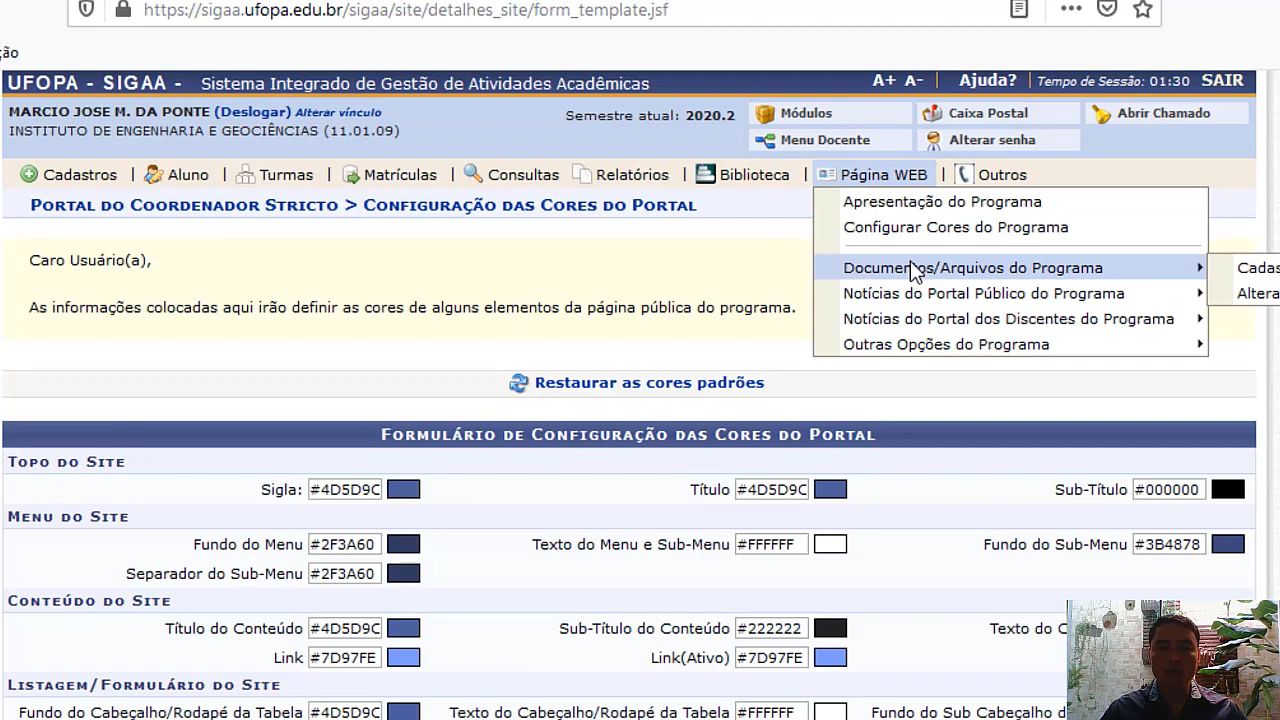 https://sigaa.ufopa.edu.br/sigaa/site/detalhes_site/form_template.jsf
ção
UFOPA - SIGAA - Sistema Integrado de Gestão de Atividades Acadêmicas A+ A- Ajuda? Tempo de Sessão: 01:30 SAIR
MARCIO JOSE M. DA PONTE (Deslogar) Alterar vínculo Semestre atual: 2020.2 Módulos Caixa Postal Abrir Chamado
INSTITUTO DE ENGENHARIA E GEOCIÊNCIAS (11.01.09) Menu Docente Alterar senha
Cadastros | Aluno | Turmas | Matrículas | Consultas Relatórios | Biblioteca | Página WEB | Outros
PORTAL DO COORDENADOR STRICTO > CONFIGURAÇÃO DAS CORES DO PORTAL
Apresentação do Programa
Configurar Cores do Programa
Documentos/Arquivos do Programa
Notícias do Portal Público do Programa
Notícias do Portal dos Discentes do Programa
Outras Opções do Programa
Cadas
Altera
Caro Usuário(a),
As informações colocadas aqui irão definir as cores de alguns elementos da página pública do programa.
Restaurar as cores padrões
FORMULÁRIO DE CONFIGURAÇÃO DAS CORES DO PORTAL
TOPO DO SITE
Sigla: #4D5D9C Título #4D5D9C Sub-Título #000000
MENU DO SITE
Fundo do Menu #2F3A60 Texto do Menu e Sub-Menu #FFFFFF Fundo do Sub-Menu #3B4878
Separador do Sub-Menu #2F3A60
CONTEÚDO DO SITE
Título do Conteúdo #4D5D9C Sub-Título do Conteúdo #222222 Texto do C
Link #7D97FE Link(Ativo) #7D97FE
LISTAGEM/FORMULÁRIO DO SITE
Fundo do Cabeçalho/Rodapé da Tabela #4D5D9C Texto do Cabeçalho/Rodapé da Tabela #FFFFFF Fundo do Sub Cabeçalho d